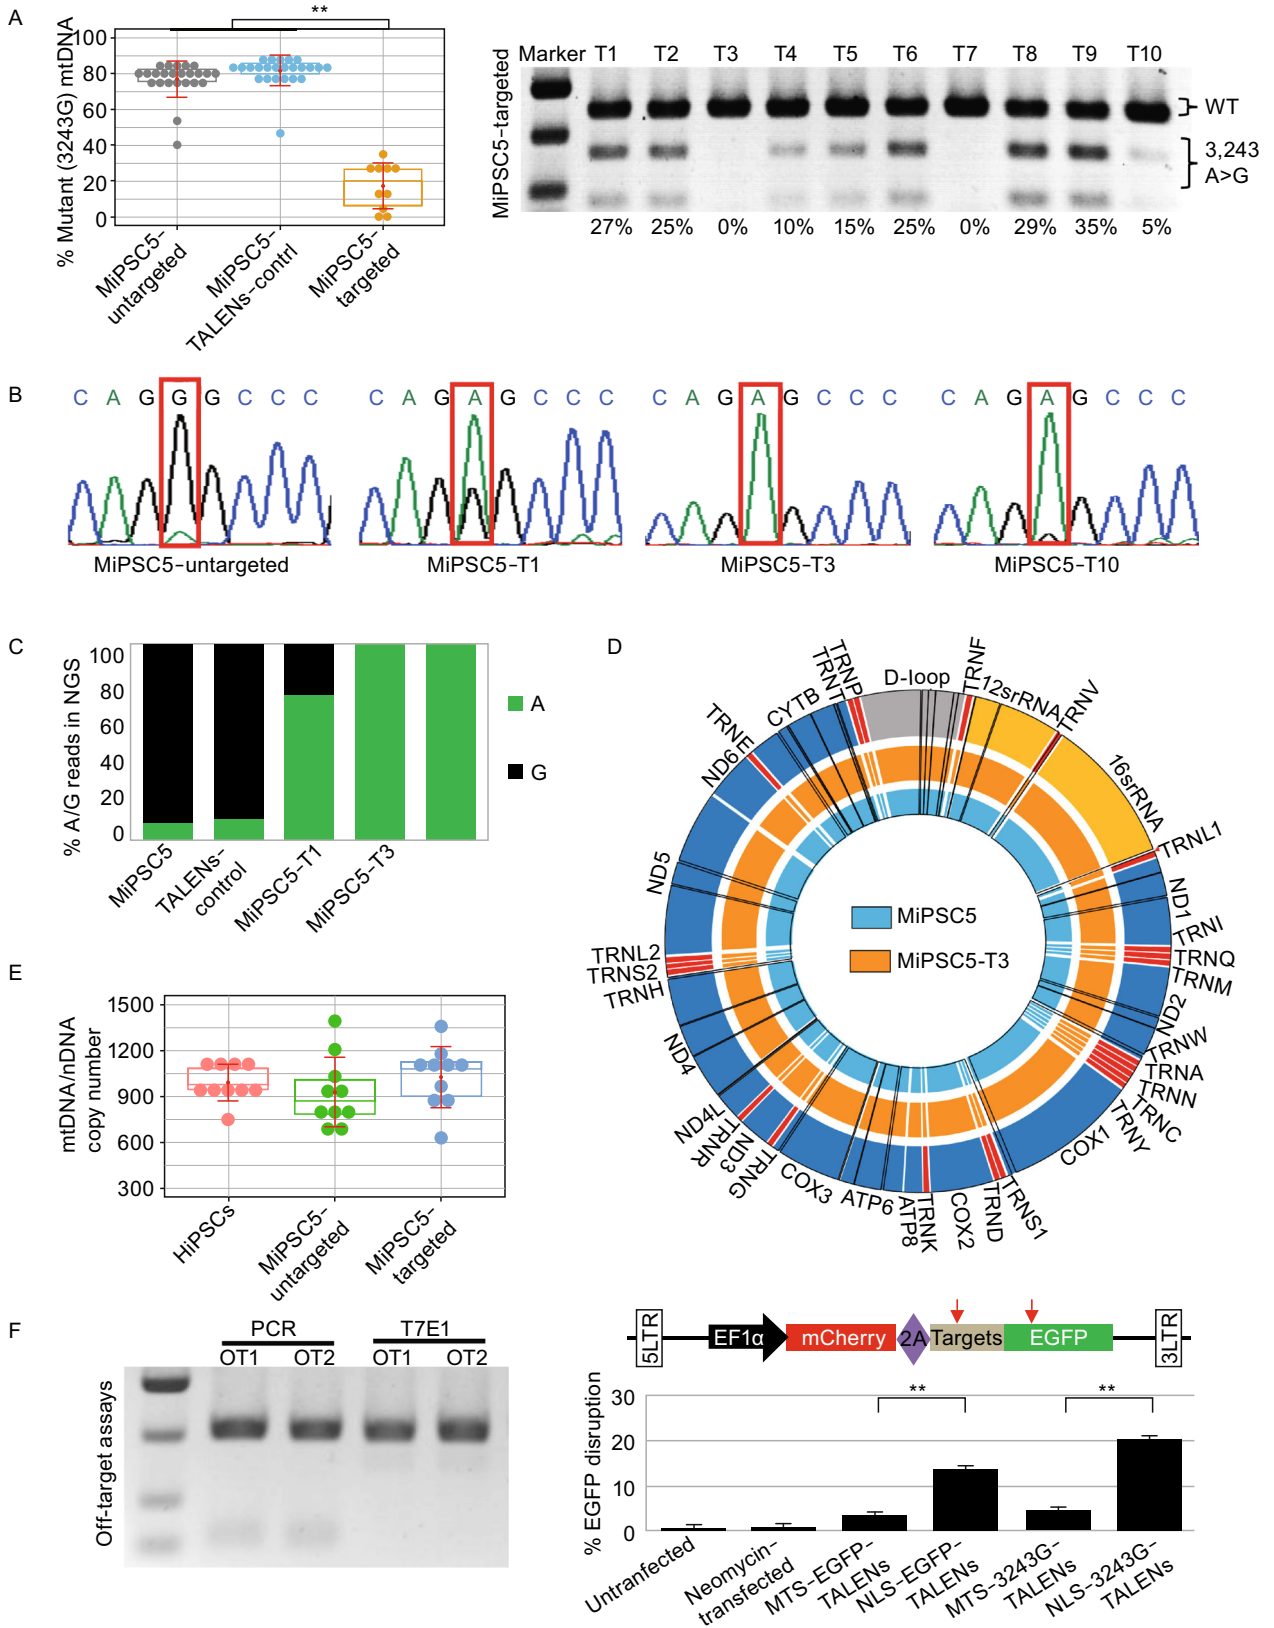 A
% Mutant (3243G) mtDNA
100
80
60
40
20
0
**
MiPSC5-
untargeted
MiPSC5-
TALENs-contrl
MiPSC5-
targeted
MiPSC5-targeted
Marker T1 T2 T3 T4 T5 T6 T7 T8 T9 T10
WT
3,243
A>G
27% 25% 0% 10% 15% 25% 0% 29% 35% 5%
B
C A G G G C C C
C A G A G C C C
C A G A G C C C
C A G A G C C C
MiPSC5-untargeted
MiPSC5-T1
MiPSC5-T3
MiPSC5-T10
C
% A/G reads in NGS
100
80
60
40
20
0
A
G
MiPSC5
TALENs-
control
MiPSC5-T1
MiPSC5-T3
D
D-loop
TRNF
12srRNA
TRNV
16srRNA
TRNL1
ND1
TRNI
TRNQ
TRNM
ND2
TRNW
TRNA
TRNN
TRNC
TRNY
COX1
TRNS1
TRND
COX2
TRNK
ATP8
ATP6
COX3
TRNG
ND3
TRNR
ND4L
ND4
TRNH
TRNS2
TRNL2
ND5
ND6
TRNE
CYTB
TRNT
TRNP
MiPSC5
MiPSC5-T3
E
mtDNA/nDNA
copy number
1500
1200
900
600
300
HiPSCs
MiPSC5-
untargeted
MiPSC5-
targeted
F
Off-target assays
PCR
T7E1
OT1 OT2 OT1 OT2
5LTR
EF1α
mCherry
2A
Targets
EGFP
3LTR
% EGFP disruption
30
20
10
0
**
**
Untranfected
Neomycin-
transfected
MTS-EGFP-
TALENs
NLS-EGFP-
TALENs
MTS-3243G-
TALENs
NLS-3243G-
TALENs